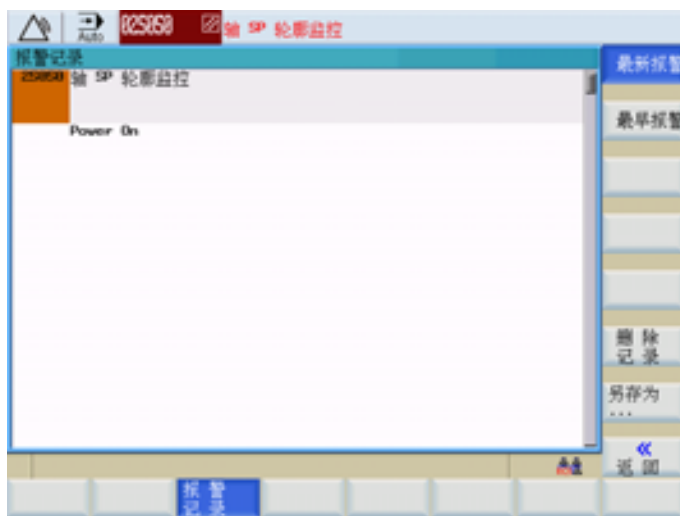 Auto 025050 轴 SP 轮廓监控
报警记录
25050 轴 SP 轮廓监控
Power On
最新报警
最早报警
删除
记录
另存为
...
«
返回
报警
记录